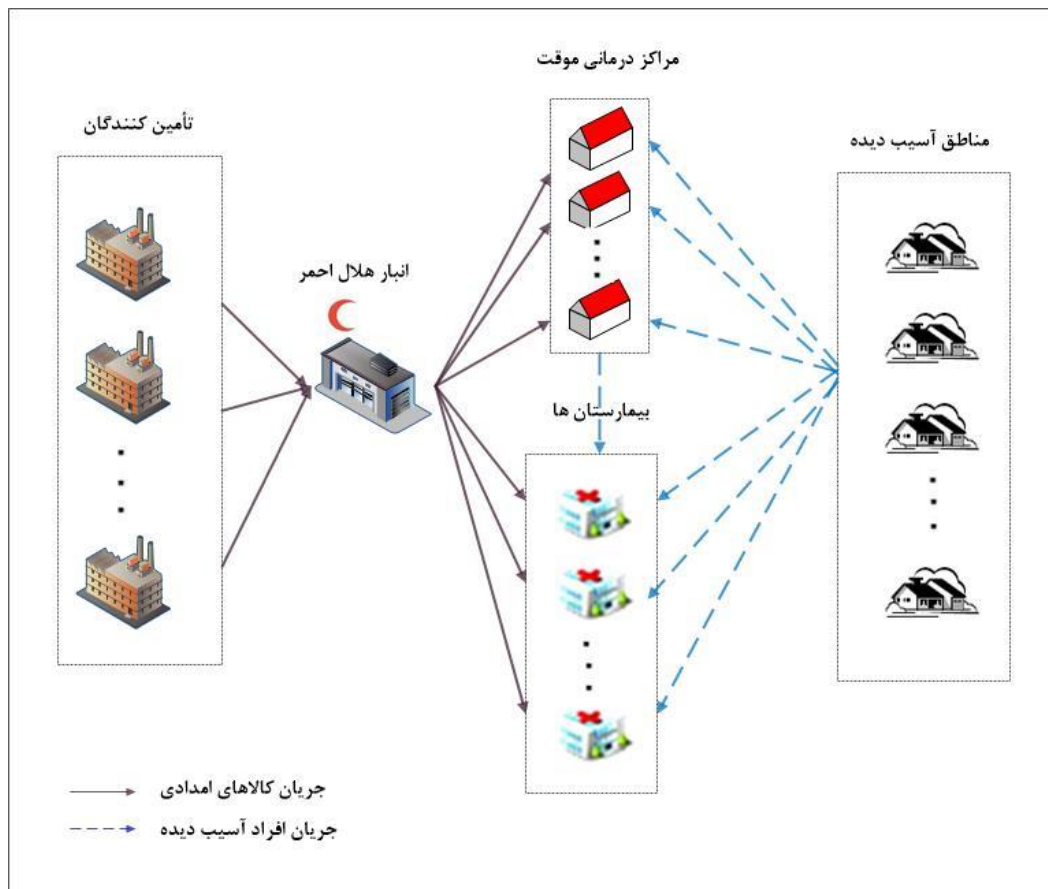 مراکز درمانی موقت
تأمین کنندگان
مناطق آسیب دیده
انبار هلال احمر
بیمارستان ها
جریان کالاهای امدادی
جریان افراد آسیب دیده